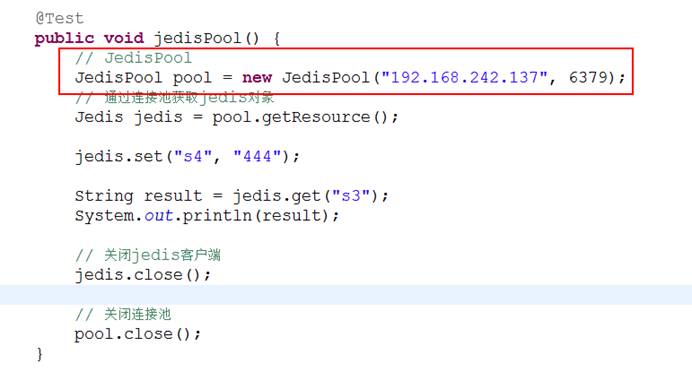 @Test
public void jedisPool() {
// JedisPool
JedisPool pool = new JedisPool("192.168.242.137", 6379);
// 通过连接池获取jedis对象
Jedis jedis = pool.getResource();
jedis.set("s4", "444");
String result = jedis.get("s3");
System.out.println(result);
// 关闭jedis客户端
jedis.close();
// 关闭连接池
pool.close();
}